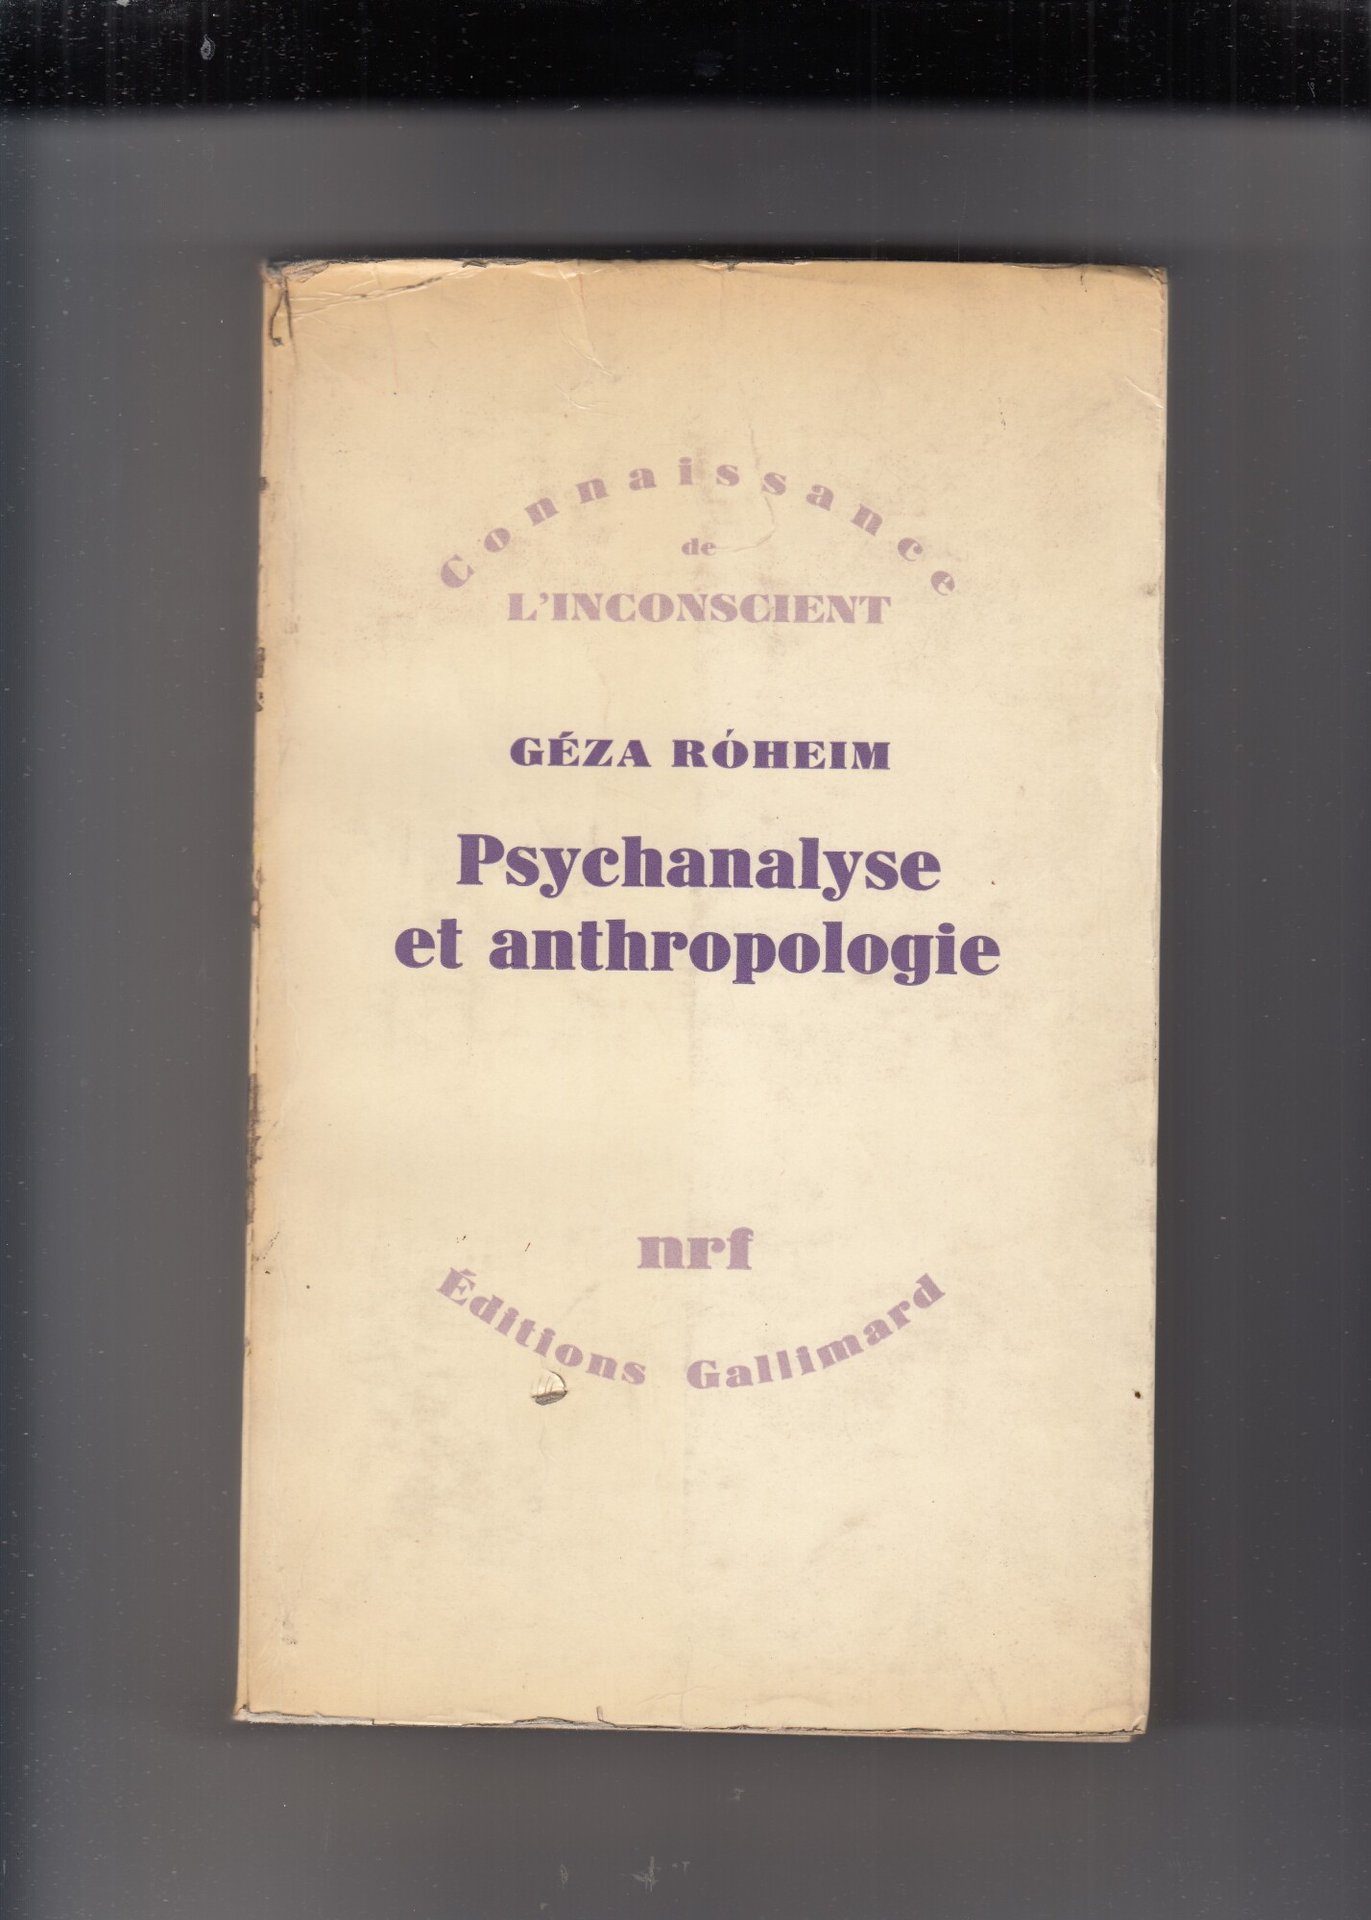 Connaissance
de
L'INCONSCIENT
GÉZA RÓHEIM
Psychanalyse
et anthropologie
nrf
Éditions Gallimard